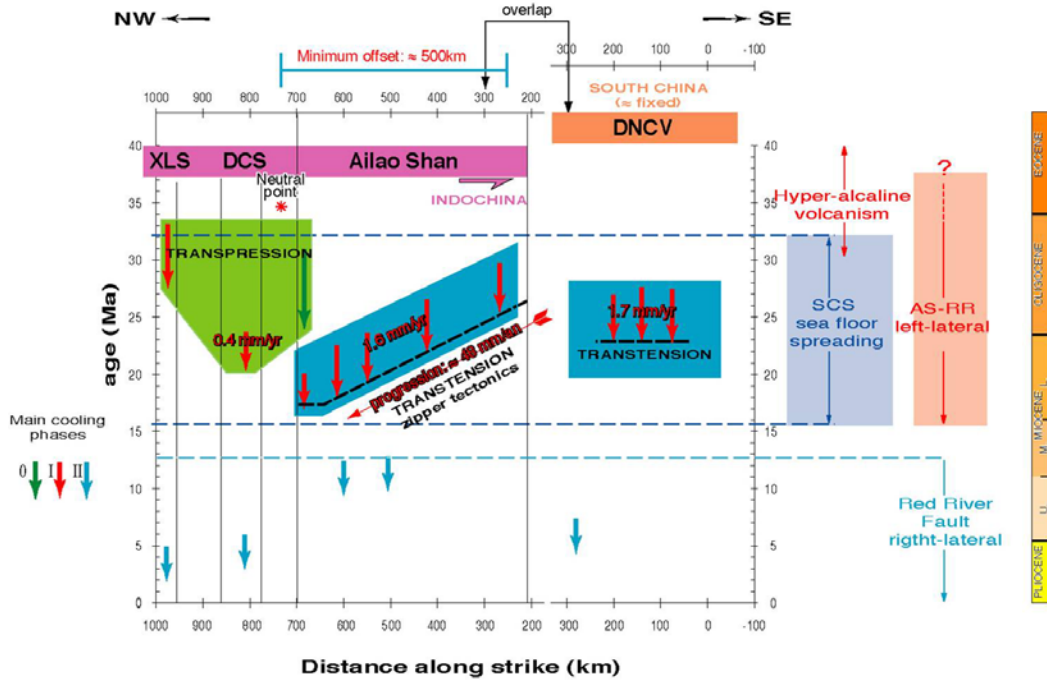 NW
overlap
SE
Minimum offset: ≈ 500km
300 200 100 0 -100
1000 900 800 700 600 500 400 300 200
SOUTH CHINA
(≈ fixed)
DNCV
XLS DCS Ailao Shan
Neutral
point
INDOCHINA
TRANSPRESSION
0.4 mm/yr
1.6 mm/yr
progression: ≈ 48 mm/an
TRANSTENSION
zipper tectonics
1.7 mm/yr
TRANSTENSION
Hyper-alcaline
volcanism
SCS
sea floor
spreading
?
AS-RR
left-lateral
Red River
Fault
rigth-lateral
EOCENE
OLIGOCENE
MIOCENE
L
M
U
PLIOCENE
age (Ma)
40
35
30
25
20
15
10
5
0
40
35
30
25
20
15
10
5
0
Main cooling
phases
0 I II
1000 900 800 700 600 500 400 300 200
300 200 100 0 -100
Distance along strike (km)